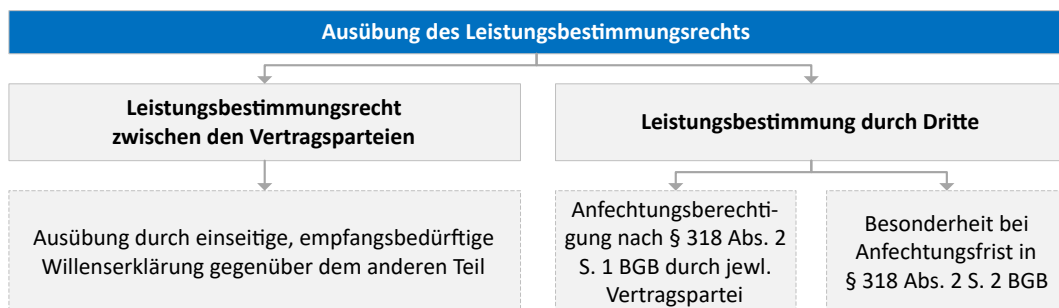 Ausübung des Leistungsbestimmungsrechts
Leistungsbestimmungsrecht
zwischen den Vertragsparteien
Leistungsbestimmung durch Dritte
Ausübung durch einseitige, empfangsbedürftige
Willenserklärung gegenüber dem anderen Teil
Anfechtungsberechti-
gung nach § 318 Abs. 2
S. 1 BGB durch jewl.
Vertragspartei
Besonderheit bei
Anfechtungsfrist in
§ 318 Abs. 2 S. 2 BGB